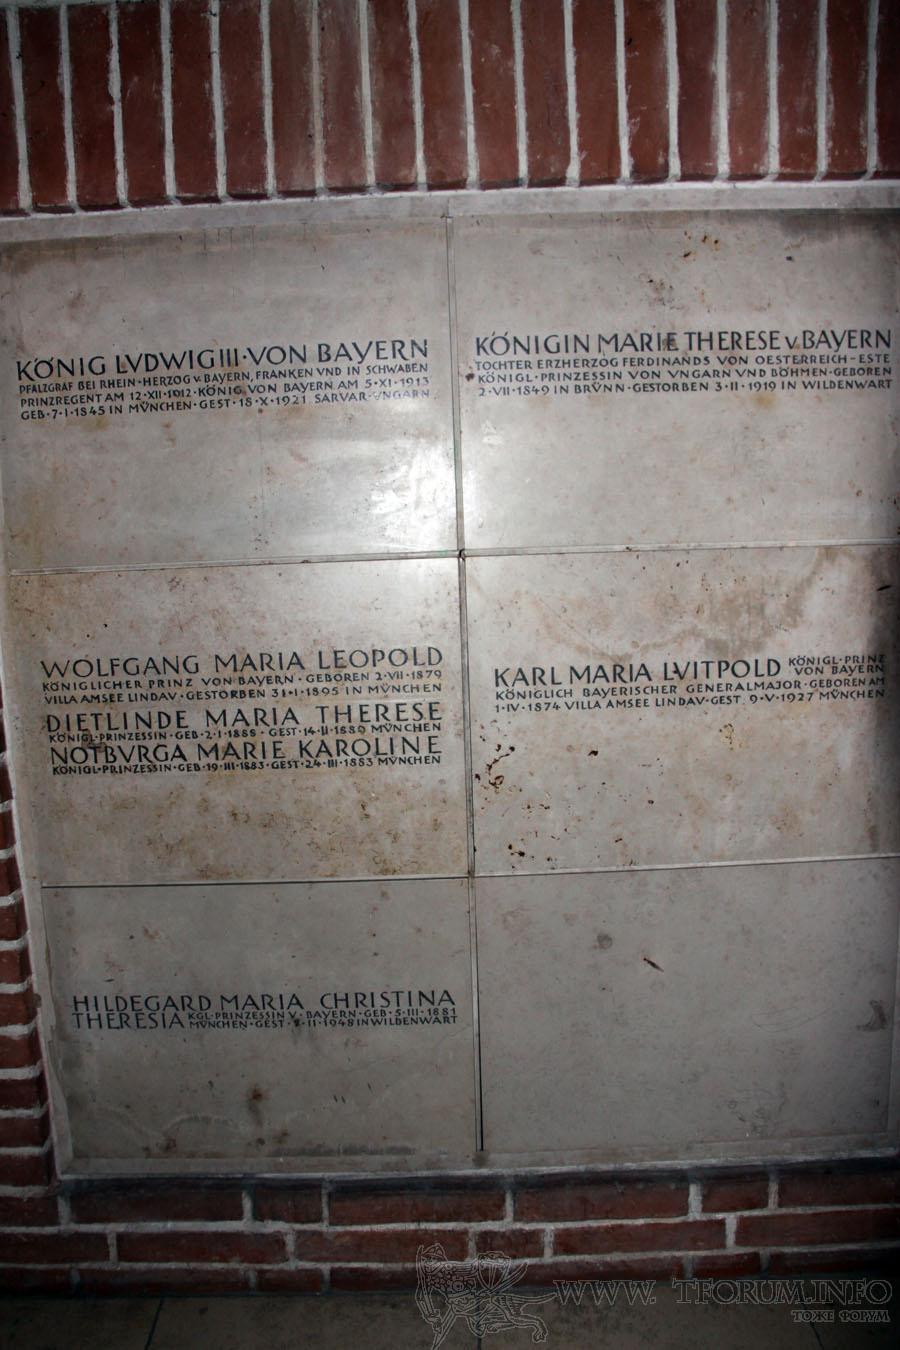 KÖNIG LVDWIG III · VON BAYERN
PFALZGRAF BEI RHEIN · HERZOG v. BAYERN, FRANKEN VND IN SCHWABEN
PRINZREGENT AM 12·XII·1012 · KÖNIG VON BAYERN AM 5·XI·1913
GEB·7·I·1845 IN MÜNCHEN · GEST· 18·X·1921 SARVAR·VNGARN
KÖNIGIN MARIE THERESE v. BAYERN
TOCHTER ERZHERZOG FERDINANDS VON OESTERREICH-ESTE
KÖNIGL·PRINZESSIN VON VNGARN VND BÖHMEN·GEBOREN
2·VII·1849 IN BRÜNN·GESTORBEN 3·II·1919 IN WILDENWART
WOLFGANG MARIA LEOPOLD
KÖNIGLICHER PRINZ VON BAYERN · GEBOREN 2·VII·1879
VILLA AMSEE LINDAV·GESTORBEN 31·I·1895 IN MÜNCHEN
DIETLINDE MARIA THERESE
KÖNIGL·PRINZESSIN·GEB·2·I·1888·GEST·14·II·1889 MÜNCHEN
NOTBVRGA MARIE KAROLINE
KÖNIGL·PRINZESSIN·GEB·19·III·1883·GEST·24·III·1883 MÜNCHEN
KARL MARIA LVITPOLD KÖNIGL·PRINZ
VON BAYERN
KÖNIGLICH BAYERISCHER GENERALMAJOR·GEBOREN AM
1·IV·1874 VILLA AMSEE LINDAV·GEST· 9·V·1927 MÜNCHEN
HILDEGARD MARIA CHRISTINA
THERESIA KGL·PRINZESSIN V. BAYERN·GEB·5·III·1881
MÜNCHEN·GEST· II·1948 IN WILDENWART
WWW. TFORUM.INFO
ТОЖЕ ФОРУМ